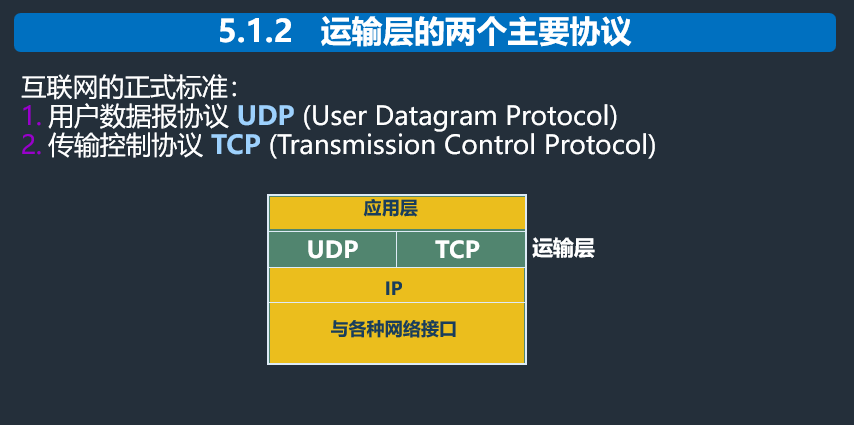 5.1.2 运输层的两个主要协议
互联网的正式标准：
1. 用户数据报协议 UDP (User Datagram Protocol)
2. 传输控制协议 TCP (Transmission Control Protocol)
应用层
UDP TCP 运输层
IP
与各种网络接口